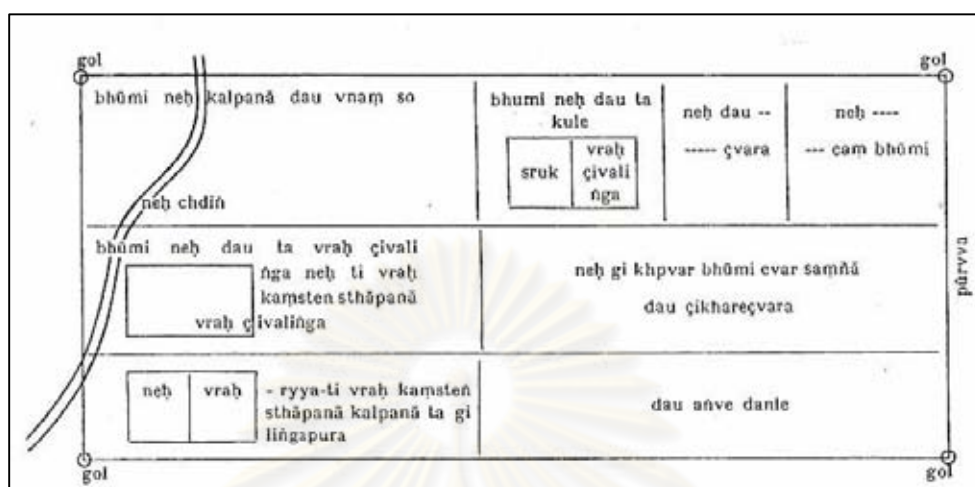 gol
gol
bhūmi neḥ kalpanā dau vnaṃ so
neḥ chdiṅ
bhumi neḥ dau ta
kule
sruk
vraḥ
çivali
ṅga
neḥ dau --
----- çvara
neḥ ----
--- çaṃ bhūmi
bhūmi neḥ dau ta vraḥ çivali
ṅga neḥ ti vraḥ
kaṃsten sthāpanā
vraḥ çivaliṅga
neḥ gi khpvar bhūmi cvar saṃñā
dau çikhareçvara
pūrvva
neḥ
vraḥ
- ryya-ti vraḥ kaṃsteṅ
sthāpanā kalpanā ta gi
liṅgapura
dau aṅve danle
gol
gol